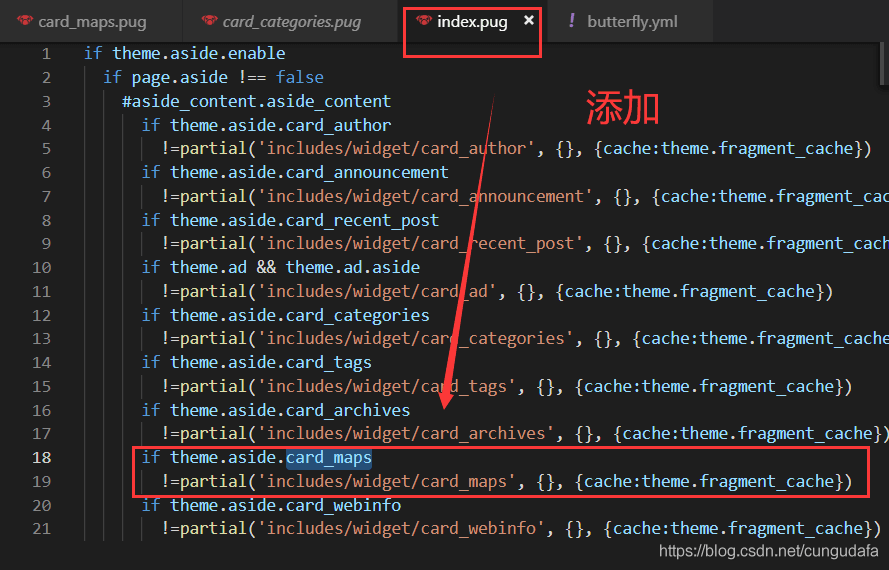 card_maps.pug card_categories.pug index.pug × ! butterfly.yml
添加
1 if theme.aside.enable
2 if page.aside !== false
3 #aside_content.aside_content
4 if theme.aside.card_author
5 !=partial('includes/widget/card_author', {}, {cache:theme.fragment_cache})
6 if theme.aside.card_announcement
7 !=partial('includes/widget/card_announcement', {}, {cache:theme.fragment_cac
8 if theme.aside.card_recent_post
9 !=partial('includes/widget/card_recent_post', {}, {cache:theme.fragment_cach
10 if theme.ad && theme.ad.aside
11 !=partial('includes/widget/card_ad', {}, {cache:theme.fragment_cache})
12 if theme.aside.card_categories
13 !=partial('includes/widget/card_categories', {}, {cache:theme.fragment_cache
14 if theme.aside.card_tags
15 !=partial('includes/widget/card_tags', {}, {cache:theme.fragment_cache})
16 if theme.aside.card_archives
17 !=partial('includes/widget/card_archives', {}, {cache:theme.fragment_cache})
18 if theme.aside.card_maps
19 !=partial('includes/widget/card_maps', {}, {cache:theme.fragment_cache})
20 if theme.aside.card_webinfo
21 !=partial('includes/widget/card_webinfo', {}, {cache:theme.fragment_cache})
https://blog.csdn.net/cungudafa